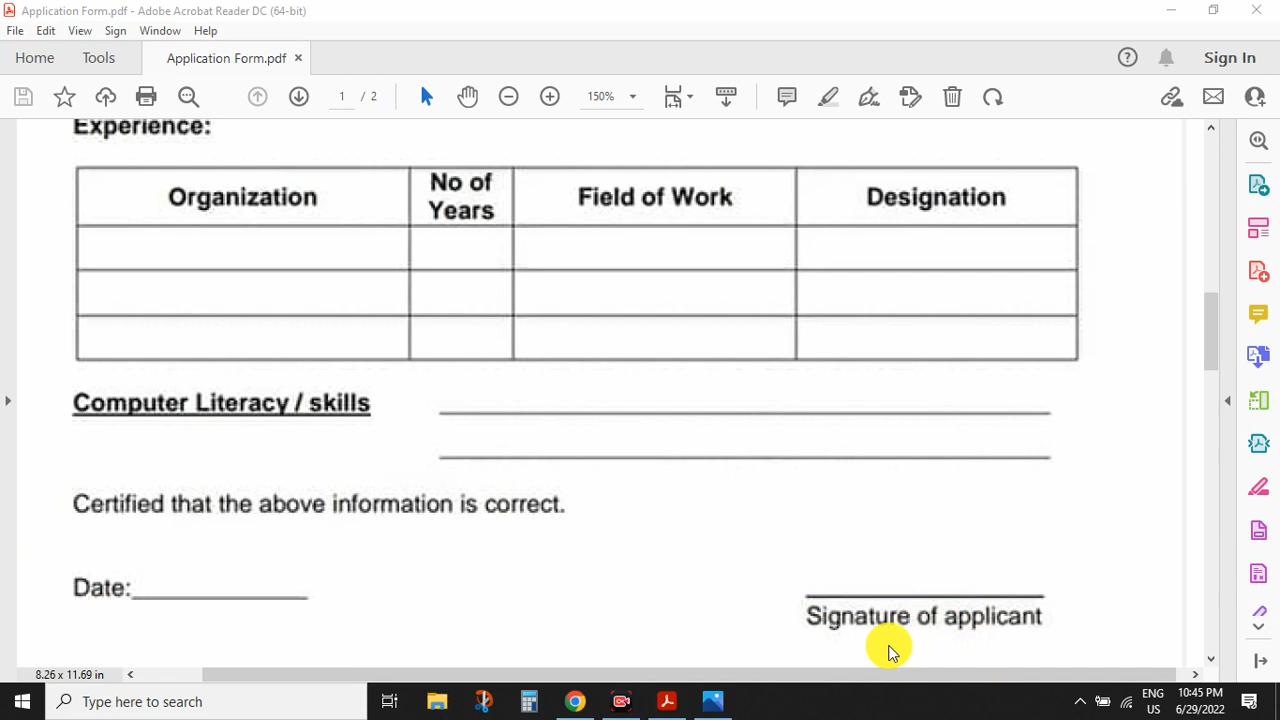 Application Form.pdf - Adobe Acrobat Reader DC (64-bit)
File Edit View Sign Window Help
Home Tools Application Form.pdf × Sign In
1 / 2 150%
Experience:
Organization No of Years Field of Work Designation
Computer Literacy / skills
Certified that the above information is correct.
Date:
Signature of applicant
8.26 x 11.69 in
Type here to search ENG 10:45 PM
US 6/29/2022